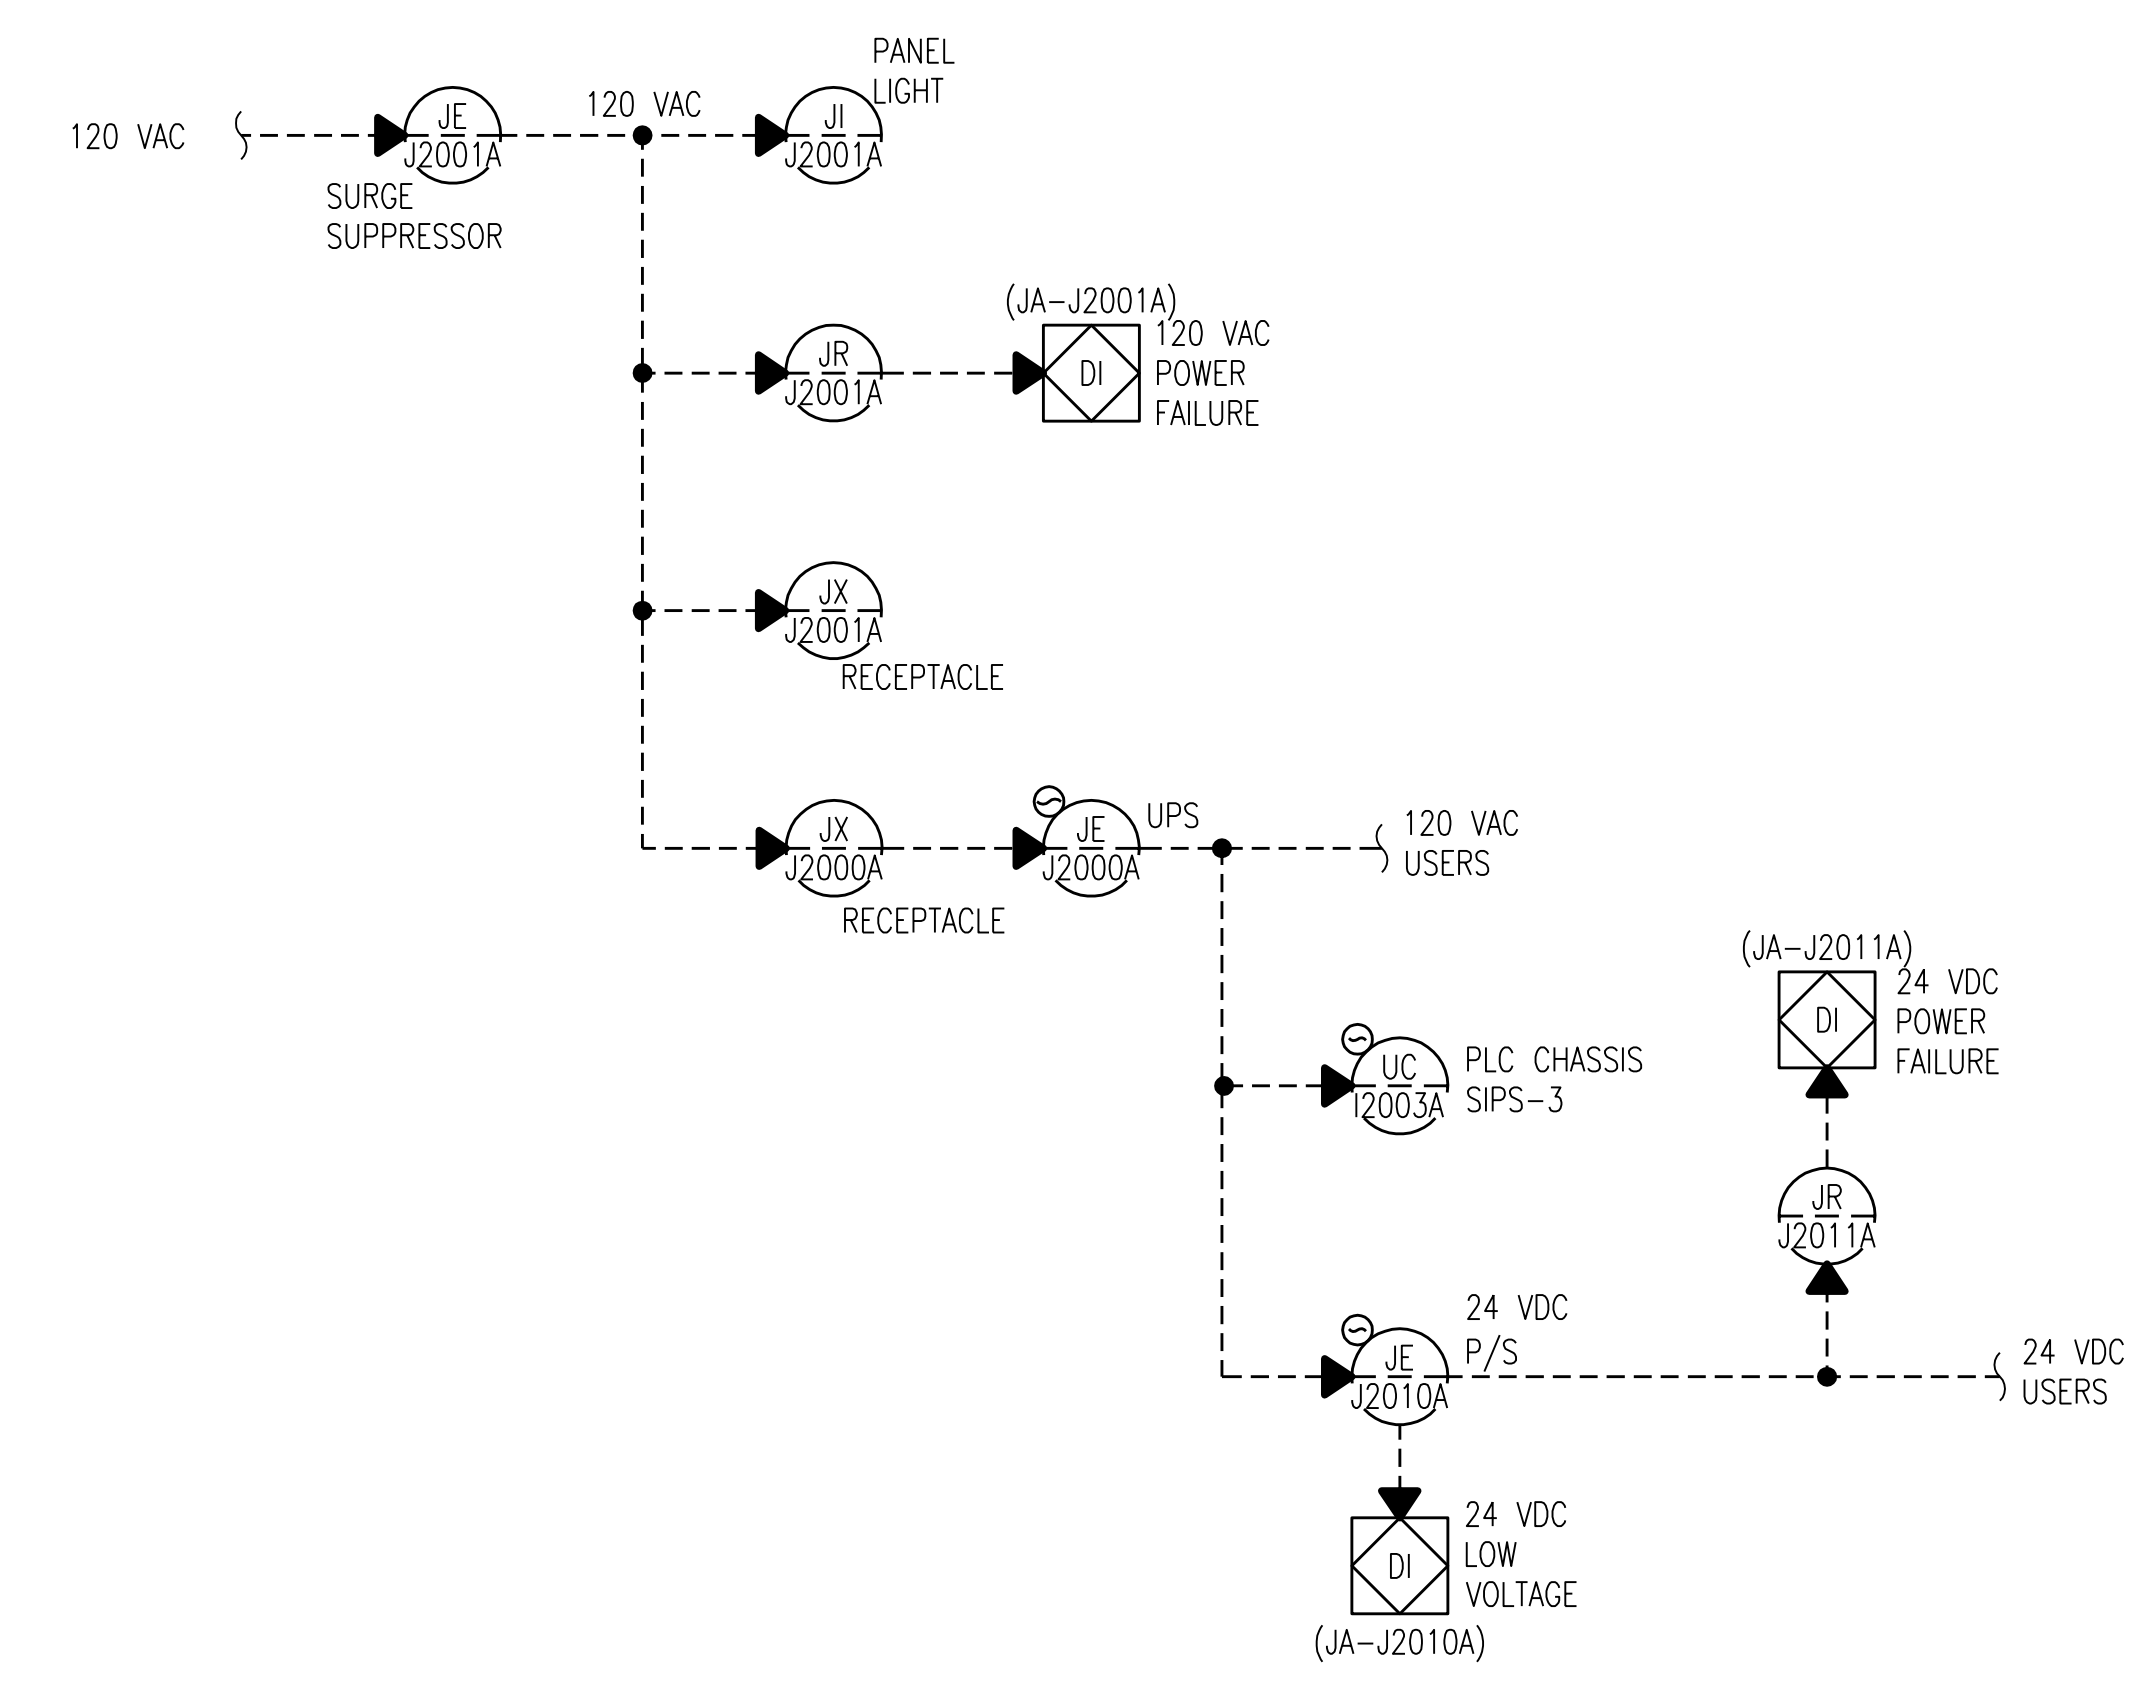 PANEL
LIGHT
120 VAC
JE
J2001A
SURGE
SUPPRESSOR
120 VAC
JI
J2001A
(JA-J2001A)
JR
J2001A
DI
120 VAC
POWER
FAILURE
JX
J2001A
RECEPTACLE
JX
J2000A
RECEPTACLE
JE
J2000A
UPS
120 VAC
USERS
(JA-J2011A)
DI
24 VDC
POWER
FAILURE
UC
I2003A
PLC CHASSIS
SIPS-3
JR
J2011A
24 VDC
P/S
JE
J2010A
24 VDC
USERS
DI
24 VDC
LOW
VOLTAGE
(JA-J2010A)